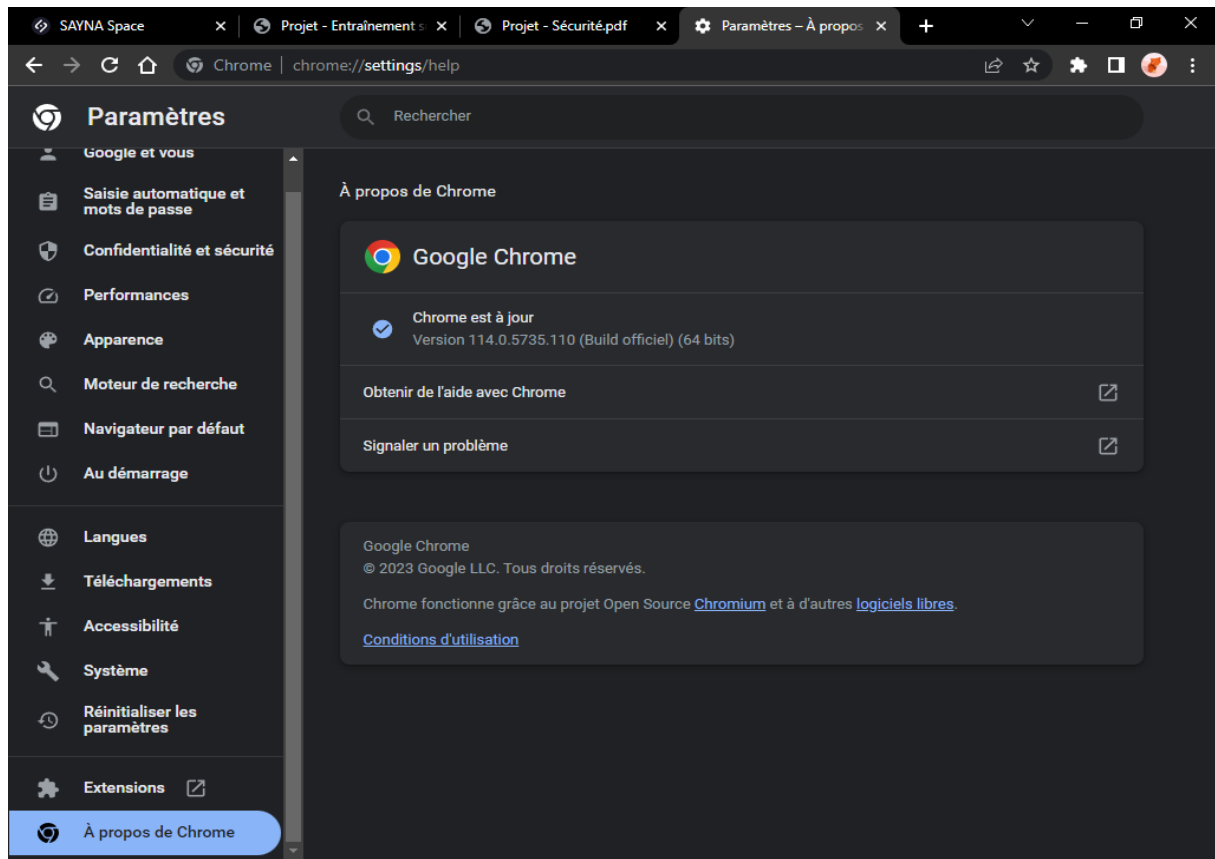 SAYNA Space
Projet - Entraînement s
Projet - Sécurité.pdf
Paramètres – À propos
Chrome | chrome://settings/help
Paramètres
Rechercher
Google et vous
Saisie automatique et
mots de passe
Confidentialité et sécurité
Performances
Apparence
Moteur de recherche
Navigateur par défaut
Au démarrage
Langues
Téléchargements
Accessibilité
Système
Réinitialiser les
paramètres
Extensions
À propos de Chrome
À propos de Chrome
Google Chrome
Chrome est à jour
Version 114.0.5735.110 (Build officiel) (64 bits)
Obtenir de l'aide avec Chrome
Signaler un problème
Google Chrome
© 2023 Google LLC. Tous droits réservés.
Chrome fonctionne grâce au projet Open Source Chromium et à d'autres logiciels libres.
Conditions d'utilisation